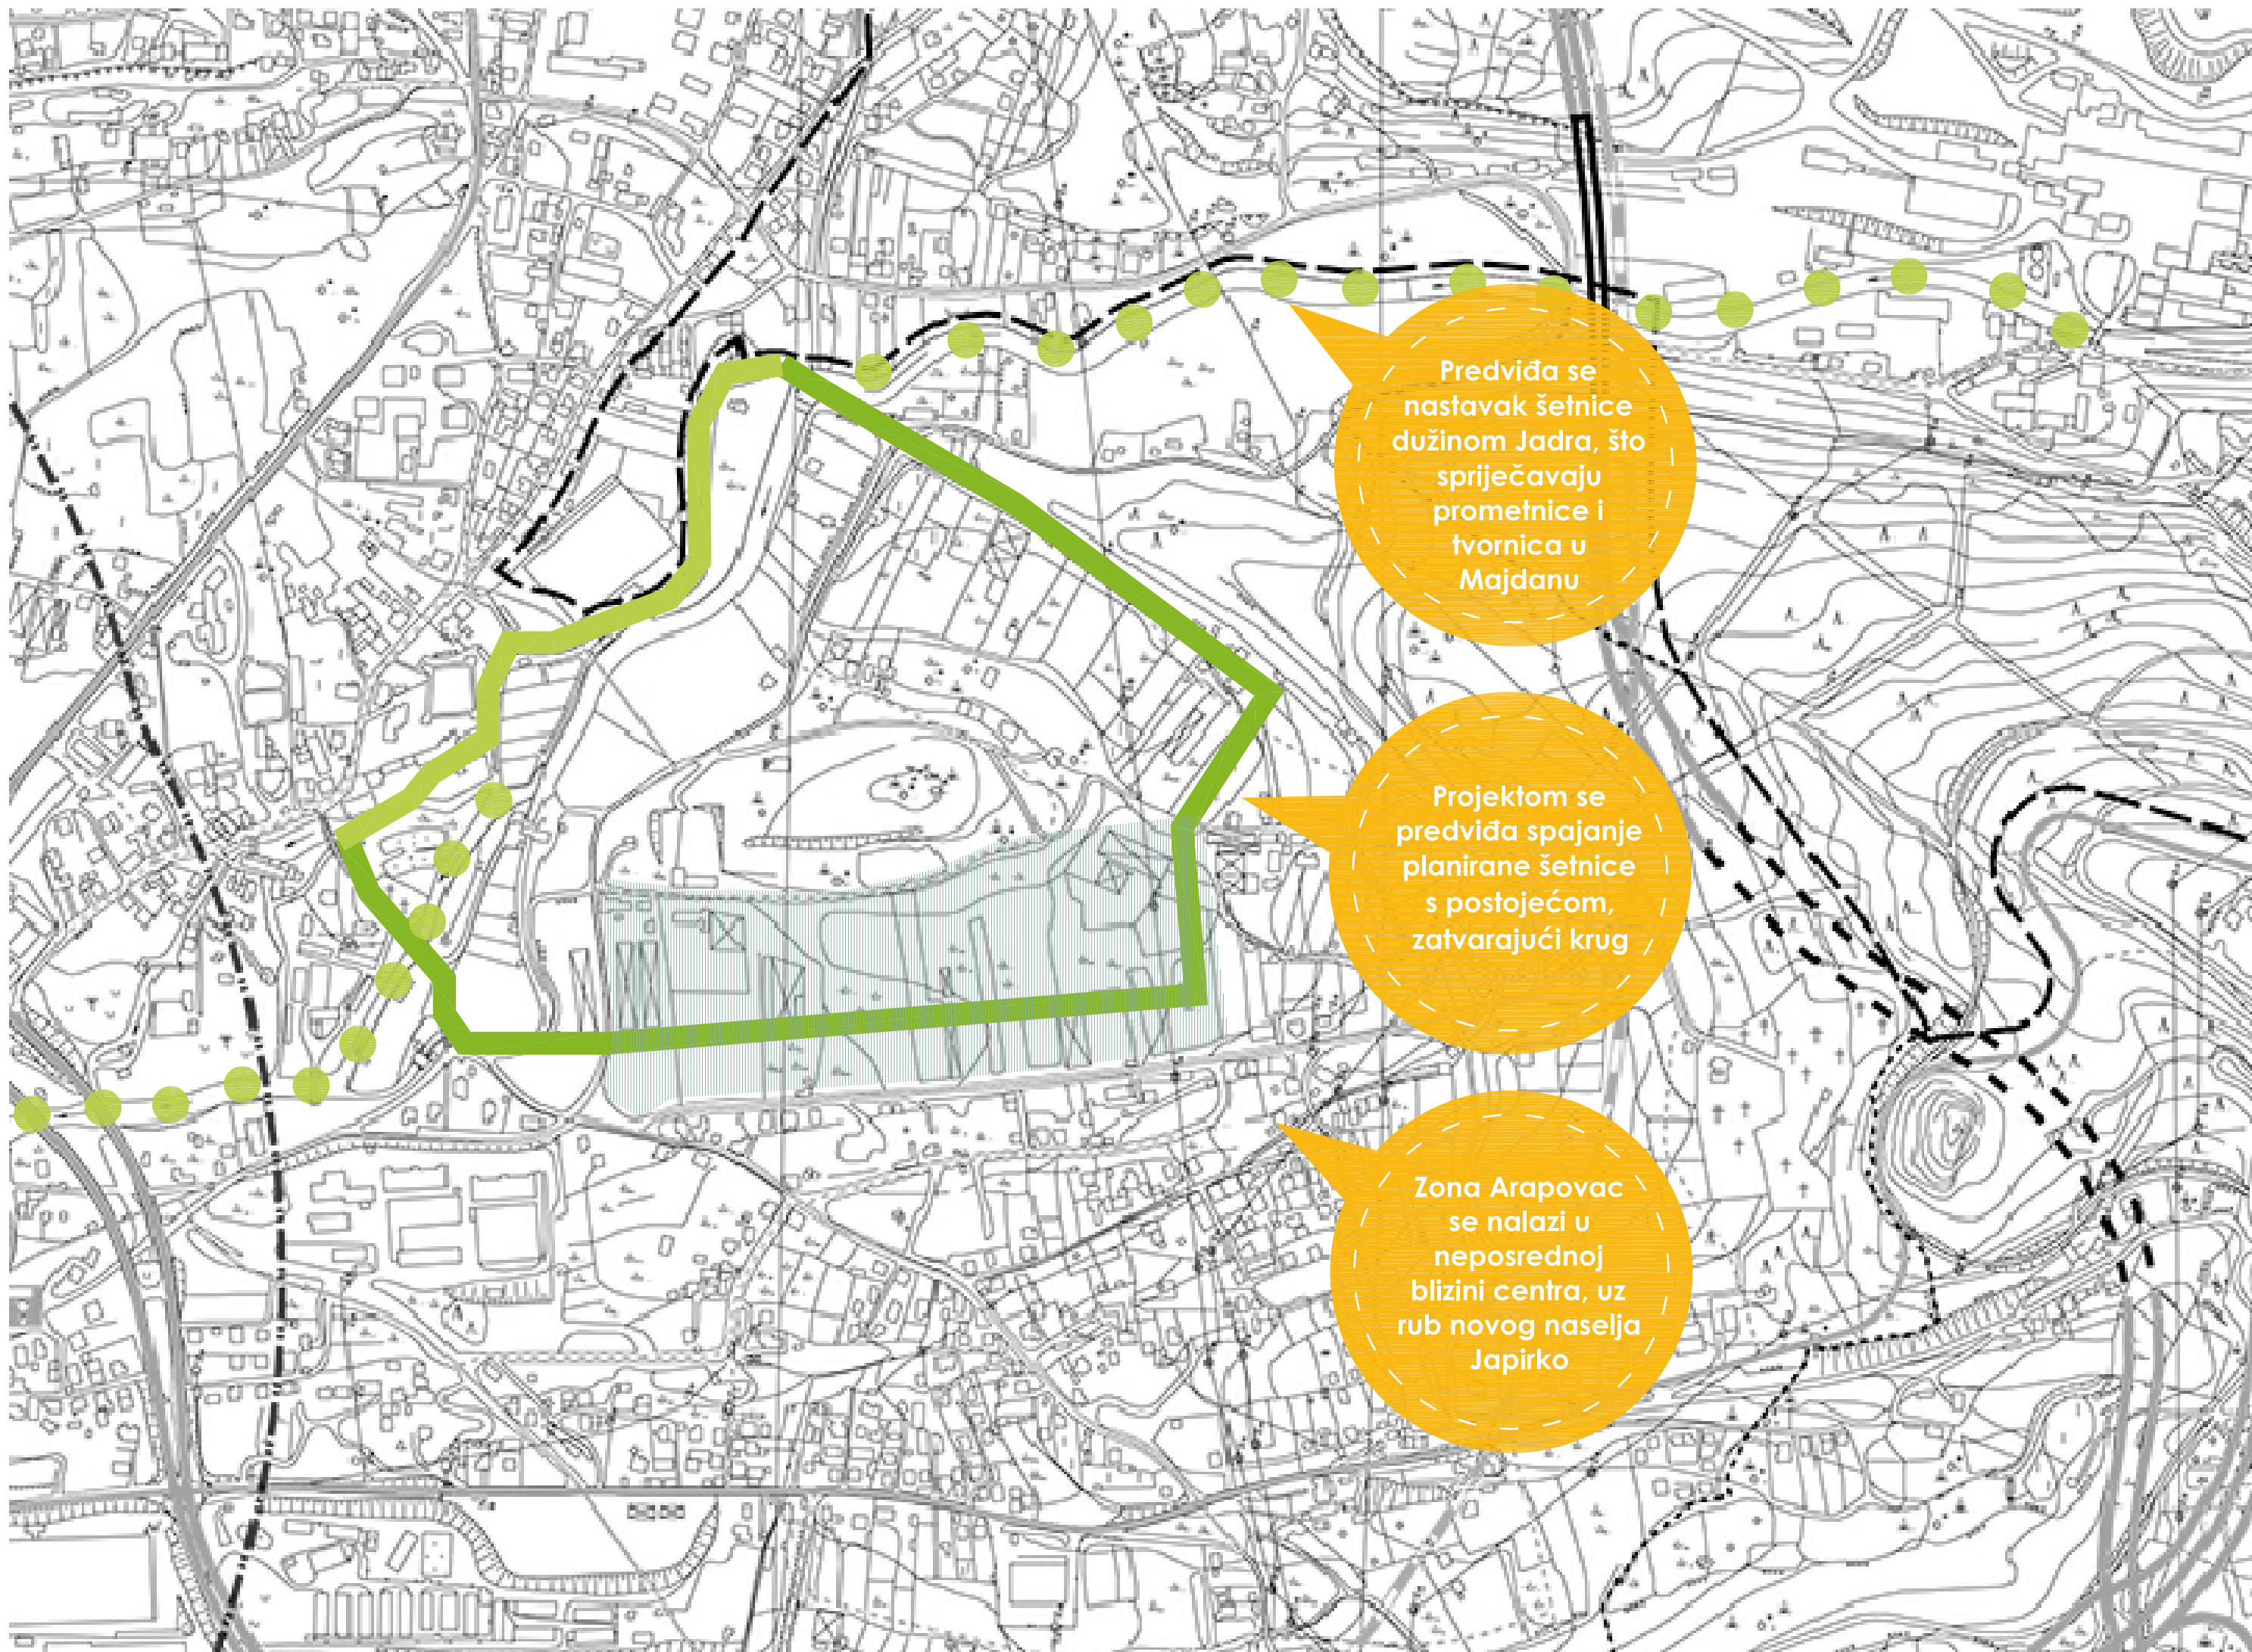 Predviđa se
nastavak šetnice
dužinom Jadra, što
spriječavaju
prometnice i
tvornica u
Majdanu
Projektom se
predviđa spajanje
planirane šetnice
s postojećom,
zatvarajući krug
Zona Arapovac
se nalazi u
neposrednoj
blizini centra, uz
rub novog naselja
Japirko